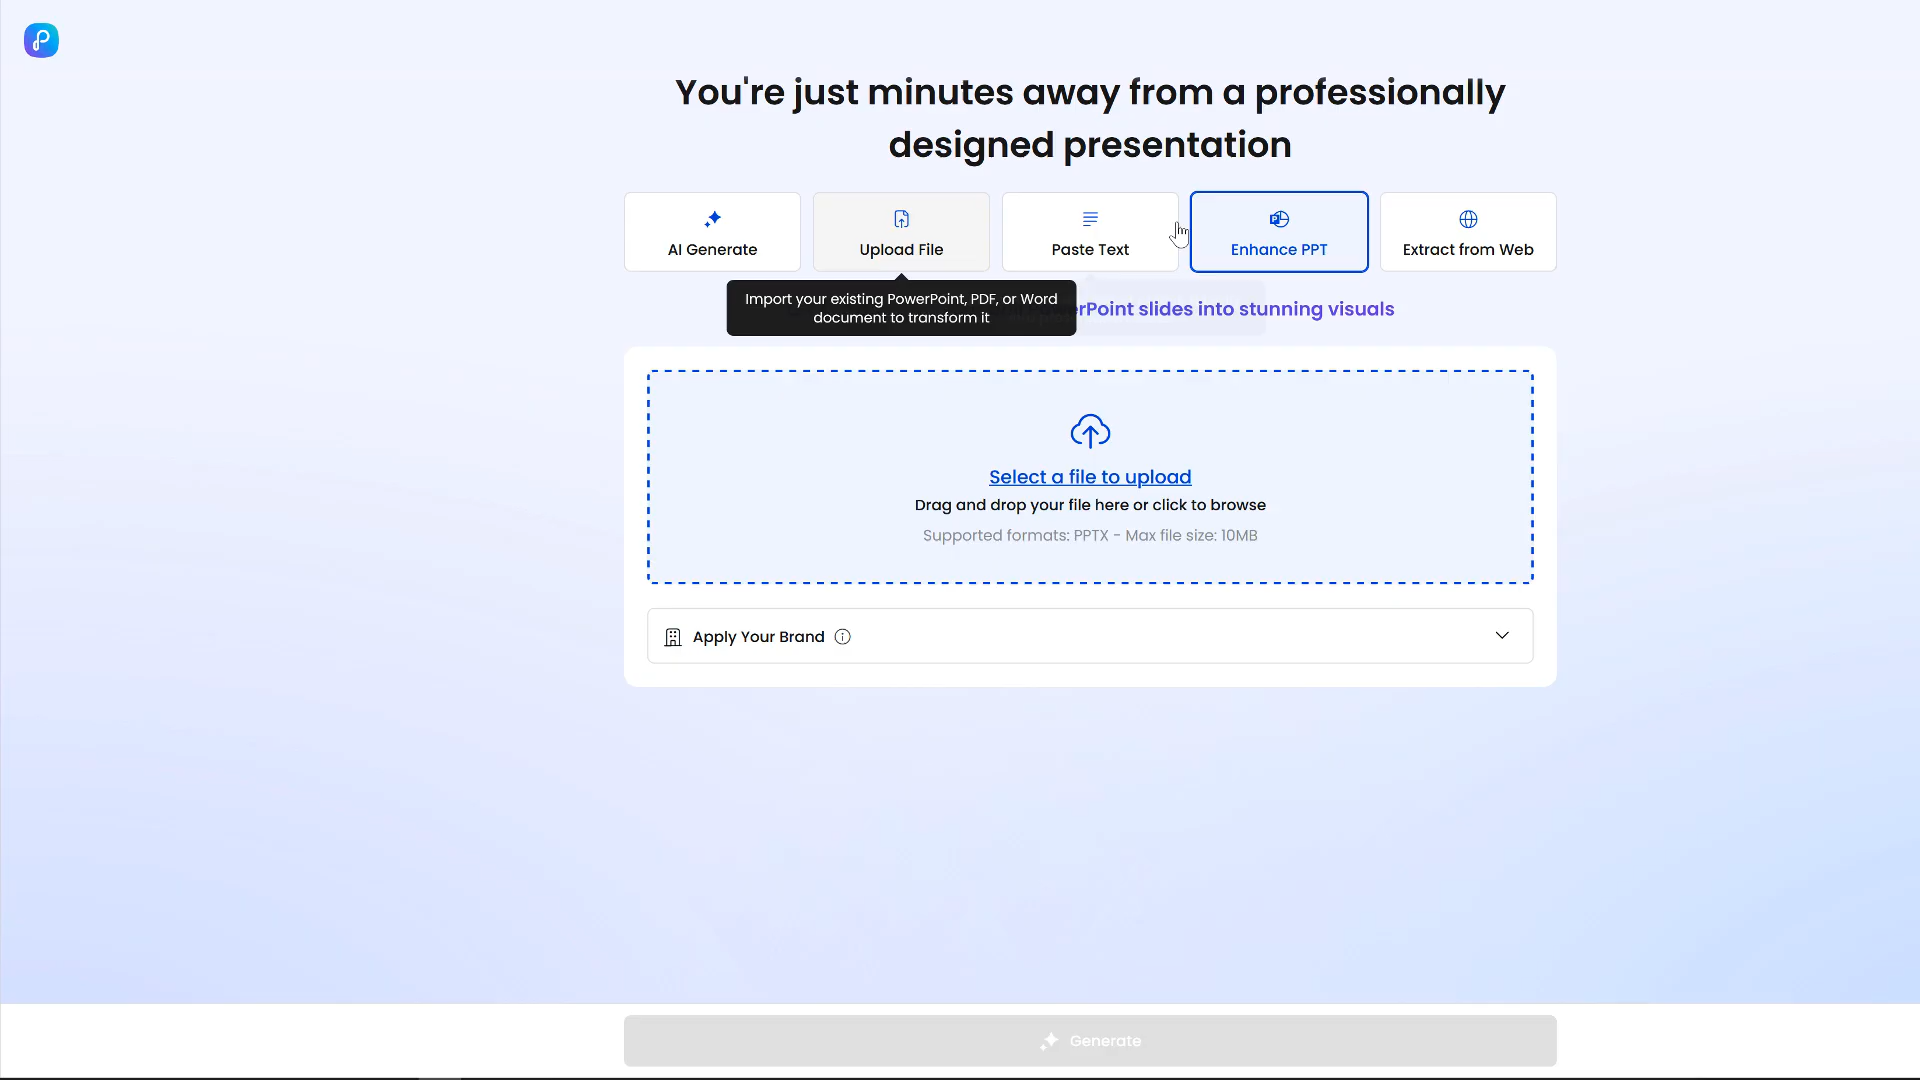 You're just minutes away from a professionally
designed presentation
AI Generate
Upload File
Paste Text
Enhance PPT
Extract from Web
Import your existing PowerPoint, PDF, or Word
document to transform it
rPoint slides into stunning visuals
Select a file to upload
Drag and drop your file here or click to browse
Supported formats: PPTX - Max file size: 10MB
Apply Your Brand
Generate